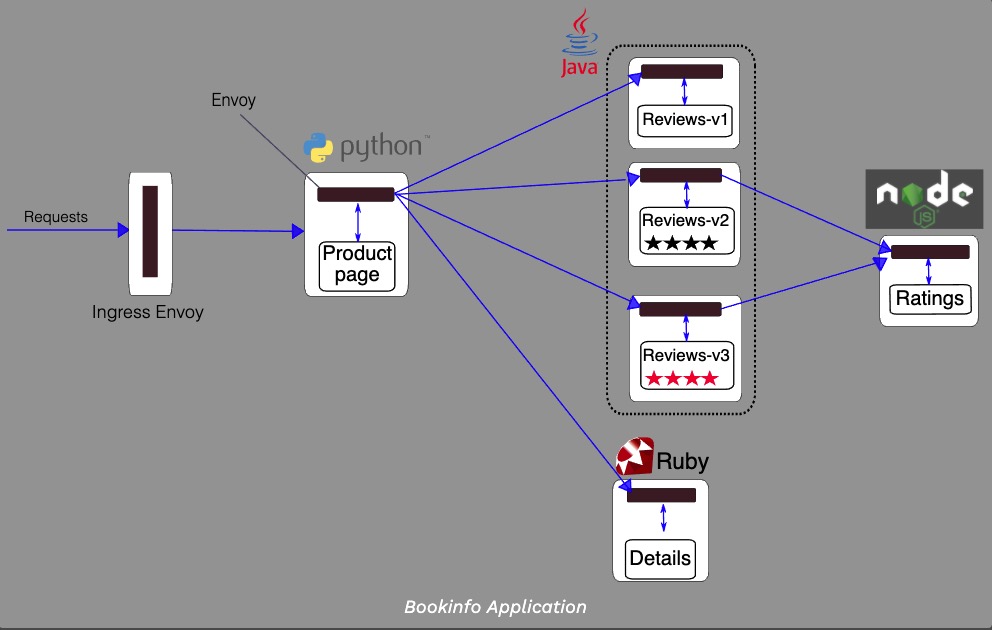 Java
Envoy
python™
Reviews-v1
Requests
Reviews-v2
node
JS
Product
page
Ratings
Ingress Envoy
Reviews-v3
Ruby
Details
Bookinfo Application